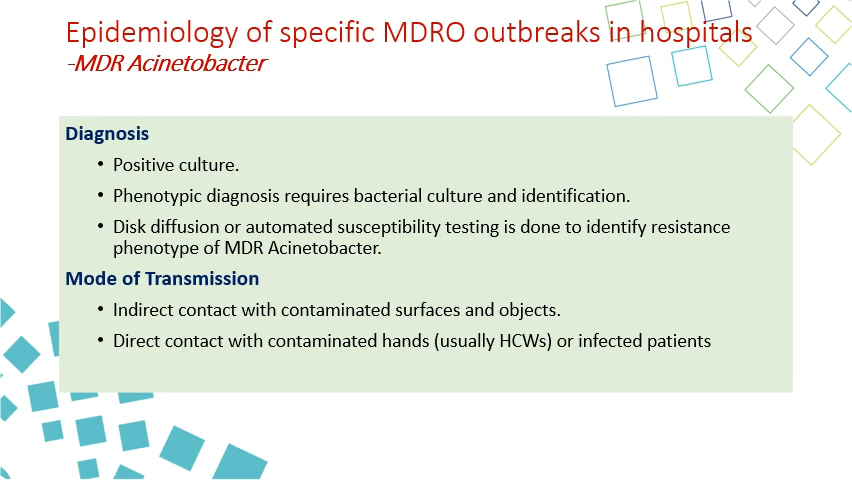 Epidemiology of specific MDRO outbreaks in hospitals
-MDR Acinetobacter
Diagnosis
• Positive culture.
• Phenotypic diagnosis requires bacterial culture and identification.
• Disk diffusion or automated susceptibility testing is done to identify resistance
phenotype of MDR Acinetobacter.
Mode of Transmission
• Indirect contact with contaminated surfaces and objects.
• Direct contact with contaminated hands (usually HCWs) or infected patients